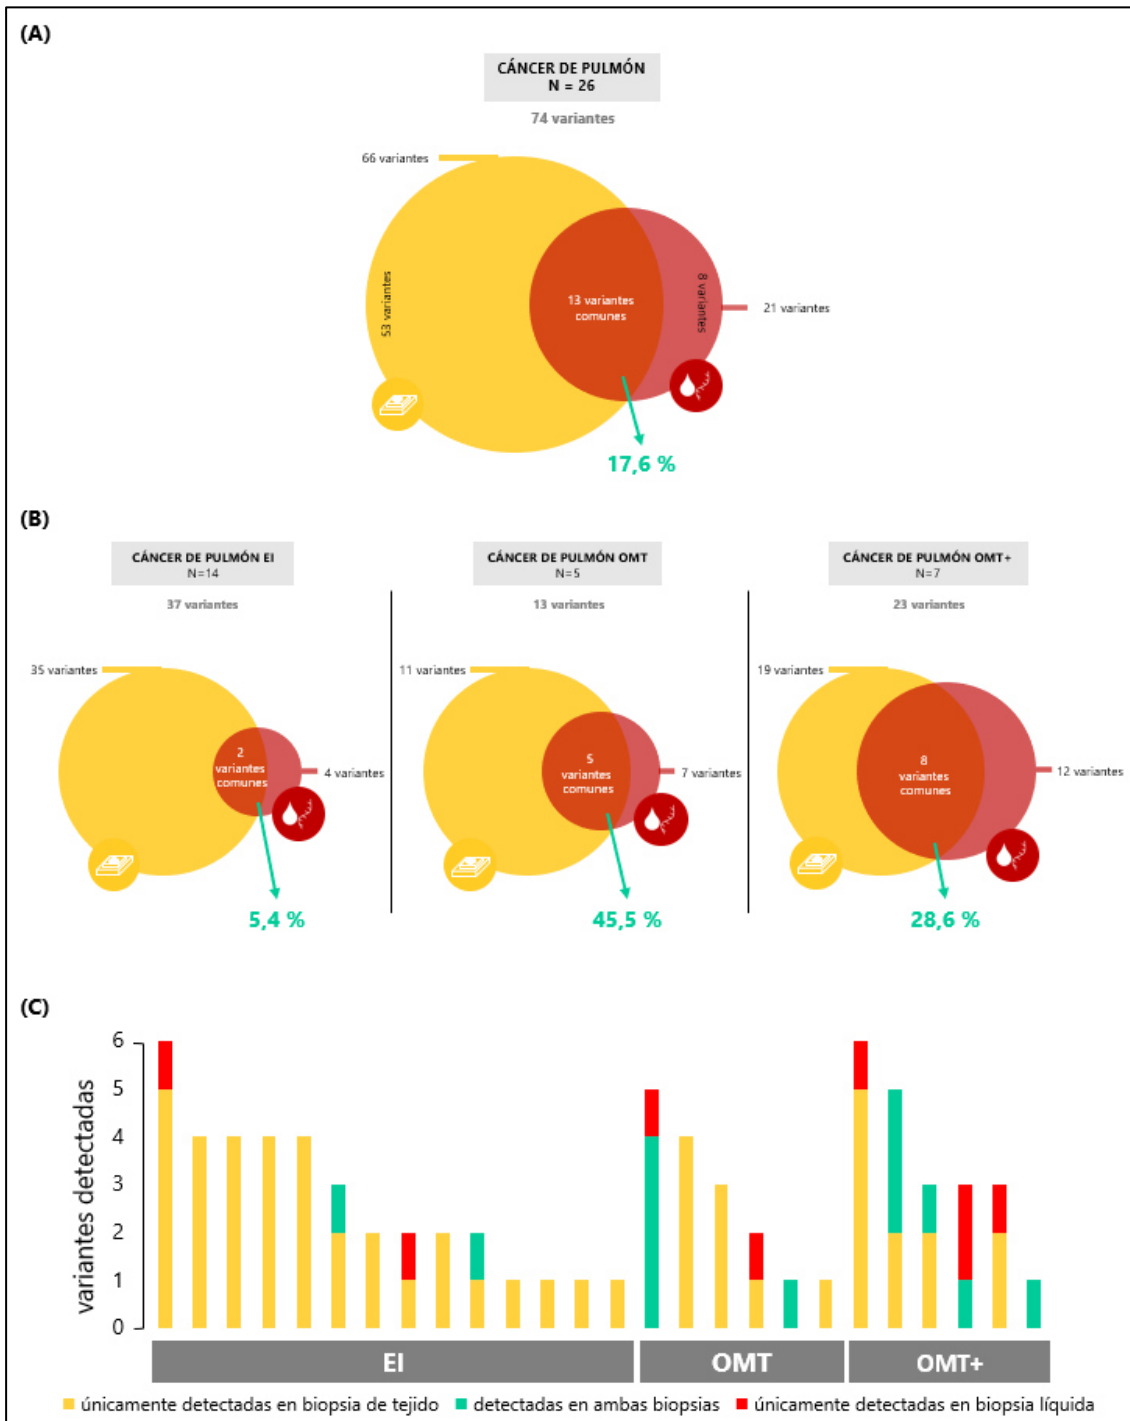 (A)
CÁNCER DE PULMÓN
N = 26
74 variantes
66 variantes
53 variantes
13 variantes
comunes
8 variantes
21 variantes
17,6 %
(B)
CÁNCER DE PULMÓN EI
N=14
37 variantes
35 variantes
2
variantes
comunes
4 variantes
5,4 %
CÁNCER DE PULMÓN OMT
N=5
13 variantes
11 variantes
5
variantes
comunes
7 variantes
45,5 %
CÁNCER DE PULMÓN OMT+
N=7
23 variantes
19 variantes
8
variantes
comunes
12 variantes
28,6 %
(C)
variantes detectadas
6
5
4
3
2
1
0
EI
OMT
OMT+
únicamente detectadas en biopsia de tejido
detectadas en ambas biopsias
únicamente detectadas en biopsia líquida